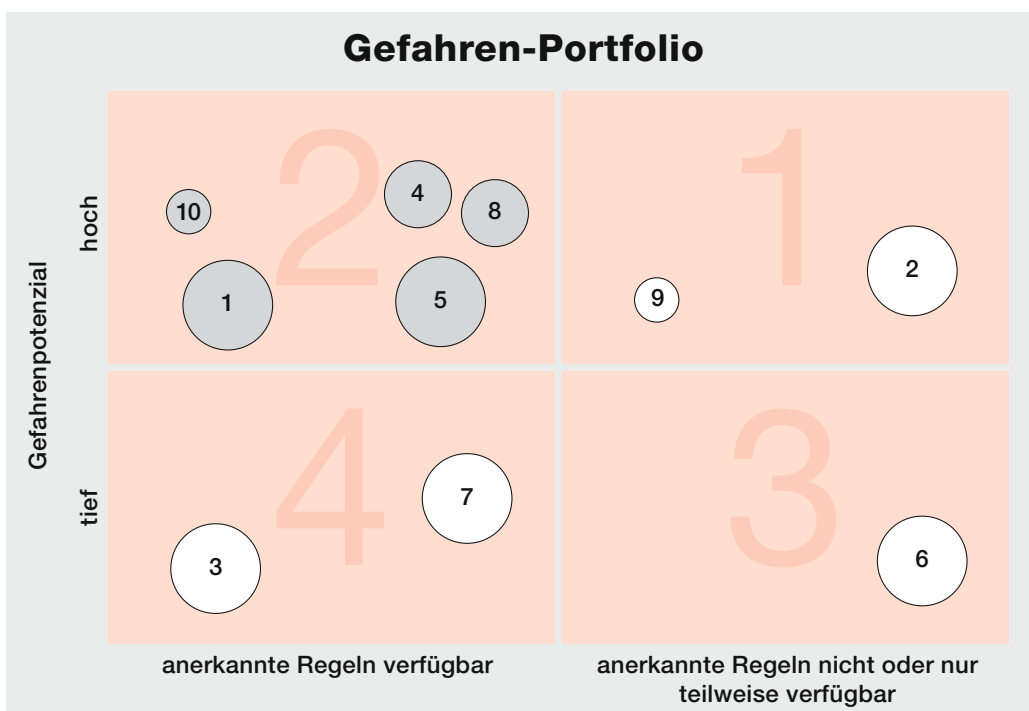 Gefahren-Portfolio
Gefahrenpotenzial
hoch
2
10
4
8
1
5
1
9
2
tief
4
7
3
3
6
anerkannte Regeln verfügbar
anerkannte Regeln nicht oder nur
teilweise verfügbar